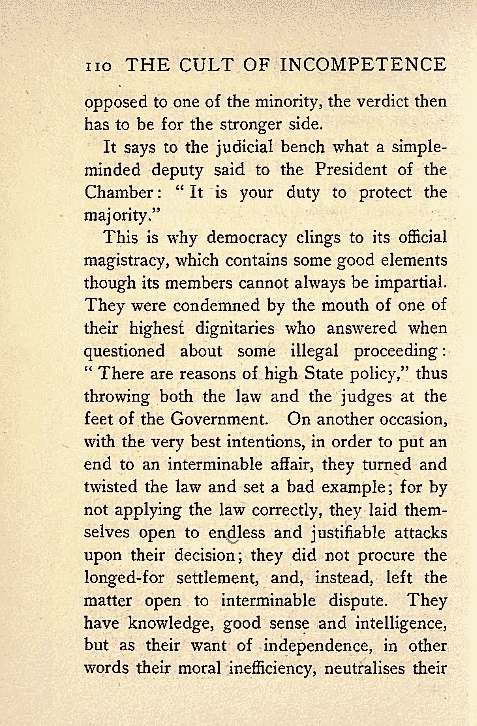 110 THE CULT OF INCOMPETENCE
opposed to one of the minority, the verdict then
has to be for the stronger side.
It says to the judicial bench what a simple-
minded deputy said to the President of the
Chamber: “ It is your duty to protect the
majority.”
This is why democracy clings to its official
magistracy, which contains some good elements
though its members cannot always be impartial.
They were condemned by the mouth of one of
their highest dignitaries who answered when
questioned about some illegal proceeding:
“ There are reasons of high State policy,” thus
throwing both the law and the judges at the
feet of the Government. On another occasion,
with the very best intentions, in order to put an
end to an interminable affair, they turned and
twisted the law and set a bad example; for by
not applying the law correctly, they laid them-
selves open to endless and justifiable attacks
upon their decision; they did not procure the
longed-for settlement, and, instead, left the
matter open to interminable dispute. They
have knowledge, good sense and intelligence,
but as their want of independence, in other
words their moral inefficiency, neutralises their